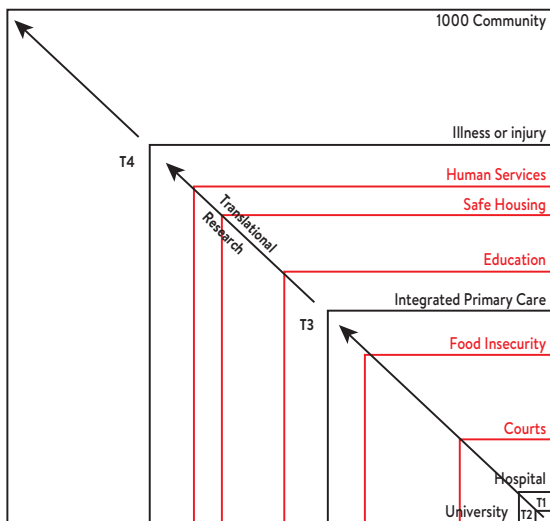 1000 Community
Illness or injury
T4
Human Services
Safe Housing
Translational
Research
Education
Integrated Primary Care
T3
Food Insecurity
Courts
Hospital
T1
University
T2